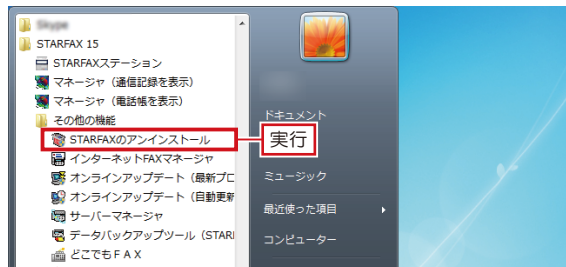 Skype
STARFAX 15
STARFAXステーション
マネージャ（通信記録を表示）
マネージャ（電話帳を表示）
その他の機能
STARFAXのアンインストール
インターネットFAXマネージャ
オンラインアップデート（最新プロ
オンラインアップデート（自動更新
サーバーマネージャ
データバックアップツール（STARI
どこでもＦＡＸ
ドキュメント
実行
ミュージック
最近使った項目
コンピューター